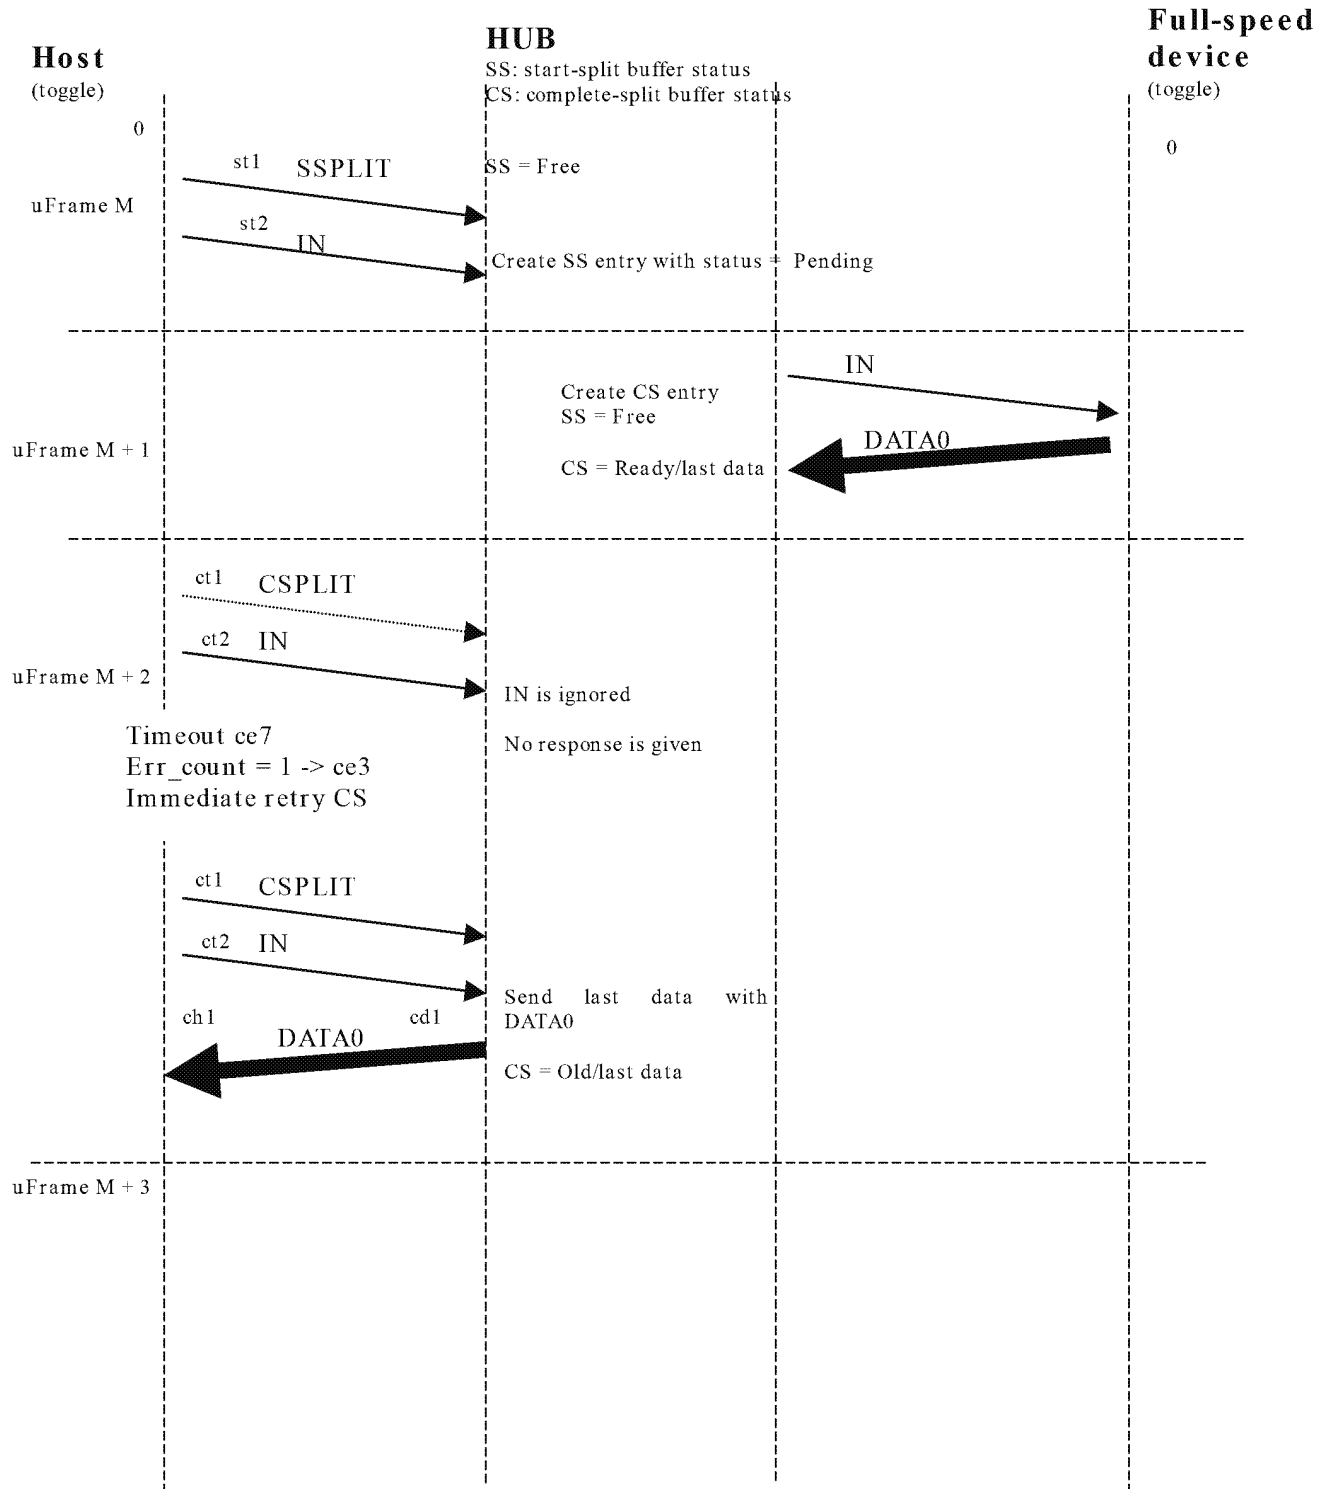 Host
(toggle)
HUB
SS: start-split buffer status
CS: complete-split buffer status
Full-speed
device
(toggle)
0
0
st1 SSPLIT
SS = Free
uFrame M
st2 IN
Create SS entry with status = Pending
IN
Create CS entry
SS = Free
DATA0
uFrame M + 1
CS = Ready/last data
ct1 CSPLIT
ct2 IN
uFrame M + 2
IN is ignored
No response is given
Timeout ce7
Err_count = 1 -> ce3
Immediate retry CS
ct1 CSPLIT
ct2 IN
Send last data with
DATA0
ch1 cd1
DATA0
CS = Old/last data
uFrame M + 3